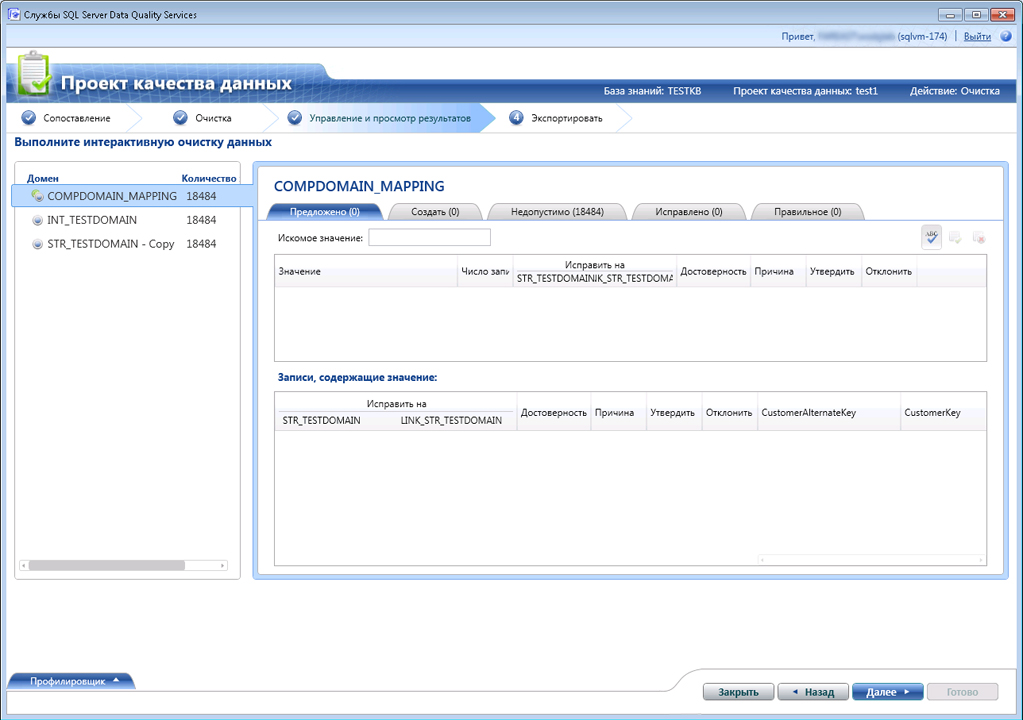 Службы SQL Server Data Quality Services
Привет, (sqlvm-174) | Выйти
Проект качества данных
База знаний: TESTKB Проект качества данных: test1 Действие: Очистка
Сопоставление Очистка Управление и просмотр результатов 4 Экспортировать
Выполните интерактивную очистку данных
Домен Количество
COMPDOMAIN_MAPPING 18484
INT_TESTDOMAIN 18484
STR_TESTDOMAIN - Copy 18484
COMPDOMAIN_MAPPING
Предложено (0) Создать (0) Недопустимо (18484) Исправлено (0) Правильное (0)
Искомое значение:
ABC
Исправить на
Значение Число запи Достоверность Причина Утвердить Отклонить
STR_TESTDOMAINIK_STR_TESTDOMA
Записи, содержащие значение:
Исправить на
Достоверность Причина Утвердить Отклонить CustomerAlternateKey CustomerKey
STR_TESTDOMAIN LINK_STR_TESTDOMAIN
Профилировщик
Закрыть Назад Далее Готово